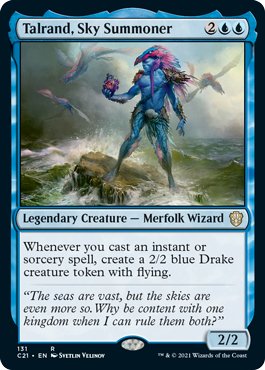 Talrand, Sky Summoner 2
Legendary Creature — Merfolk Wizard
Whenever you cast an instant or
sorcery spell, create a 2/2 blue Drake
creature token with flying.
“The seas are vast, but the skies are
even more so. Why be content with one
kingdom when I can rule them both?”
2/2
131 R
C21 • EN SVETLIN VELINOV ™ & © 2021 Wizards of the Coast